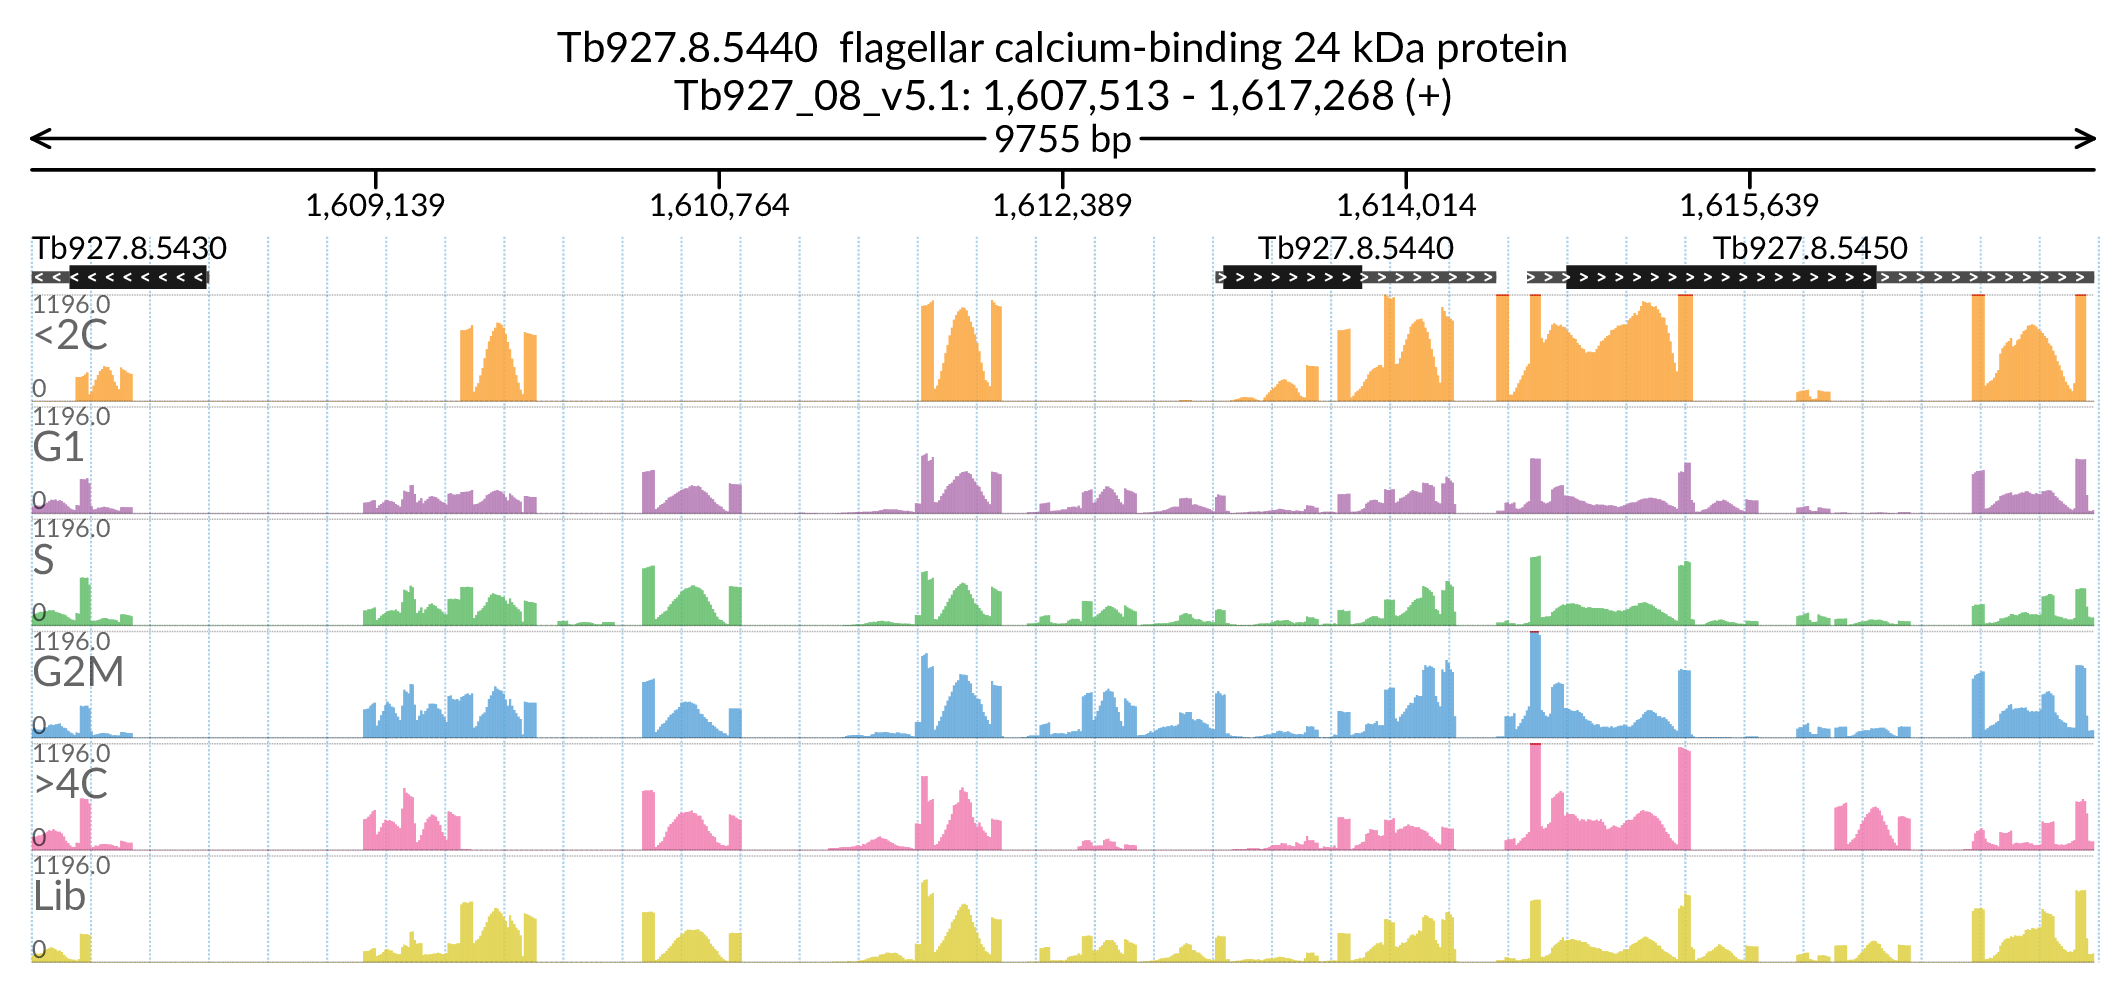 Tb927.8.5440  flagellar calcium-binding 24 kDa protein
Tb927_08_v5.1: 1,607,513 - 1,617,268 (+)
9755 bp
1,609,139 1,610,764 1,612,389 1,614,014 1,615,639
Tb927.8.5430 Tb927.8.5440 Tb927.8.5450
1196.0
<2C
0
1196.0
G1
0
1196.0
S
0
1196.0
G2M
0
1196.0
>4C
0
1196.0
Lib
0